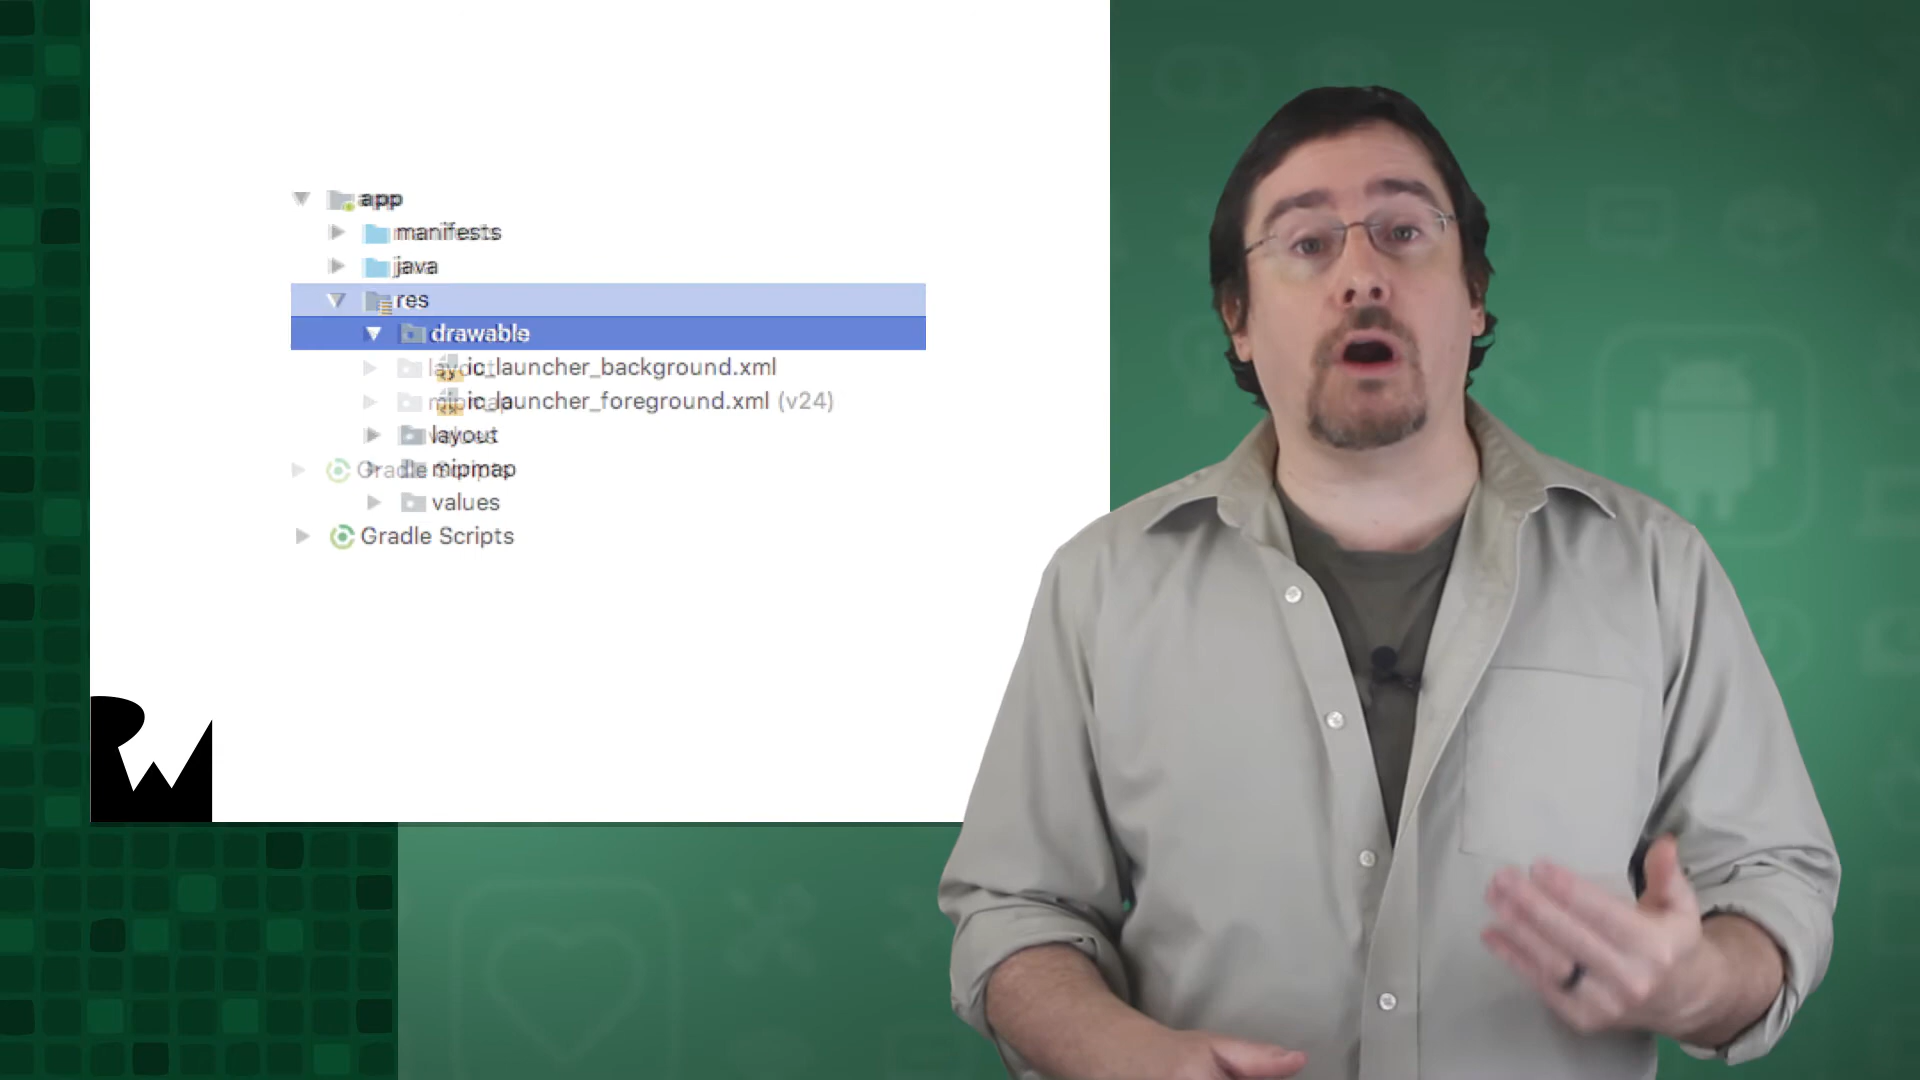 app
manifests
java
res
drawable
ic_launcher_background.xml
ic_launcher_foreground.xml (v24)
layout
mipmap
values
Gradle Scripts